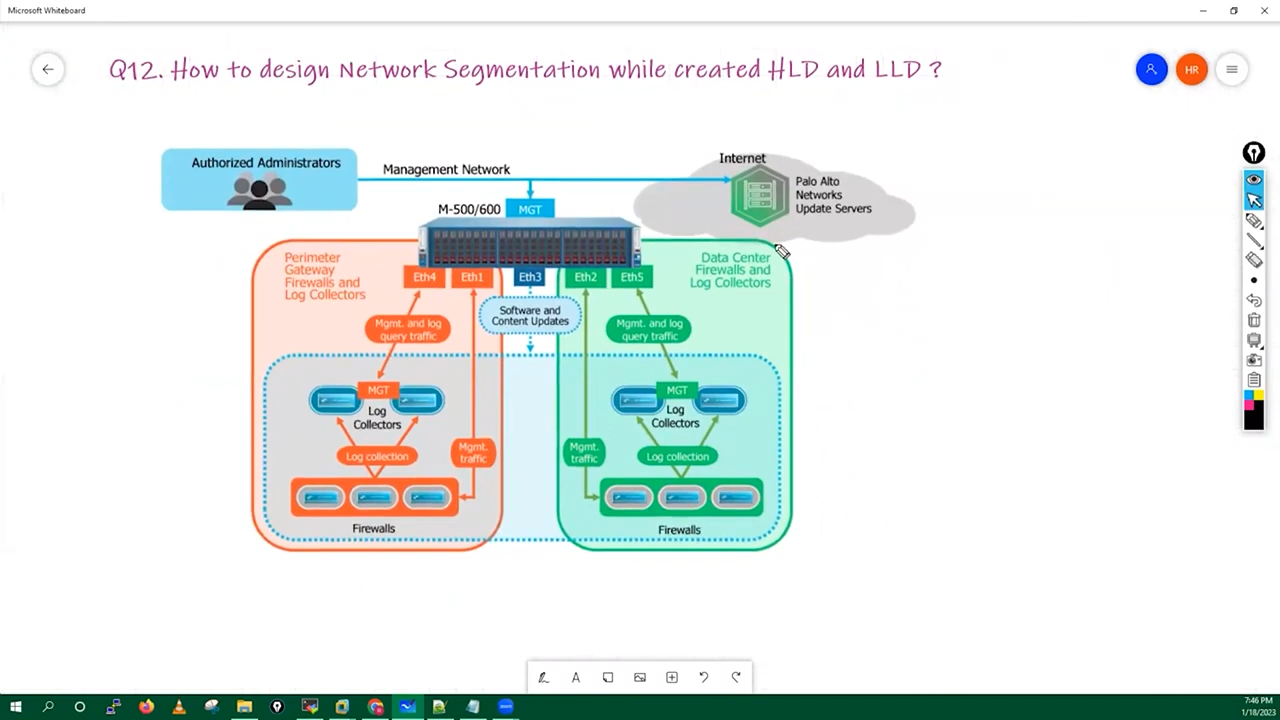 Microsoft Whiteboard
Q12. How to design Network Segmentation while created HLD and LLD ?
HR
Authorized Administrators
Management Network
Internet
Palo Alto
Networks
Update Servers
M-500/600
MGT
Perimeter
Gateway
Firewalls and
Log Collectors
Eth4
Eth1
Eth3
Eth2
Eth5
Data Center
Firewalls and
Log Collectors
Software and
Content Updates
Mgmt. and log
query traffic
Mgmt. and log
query traffic
MGT
Log
Collectors
MGT
Log
Collectors
Log collection
Mgmt.
traffic
Mgmt.
traffic
Log collection
Firewalls
Firewalls
A
7:46 PM
1/18/2023